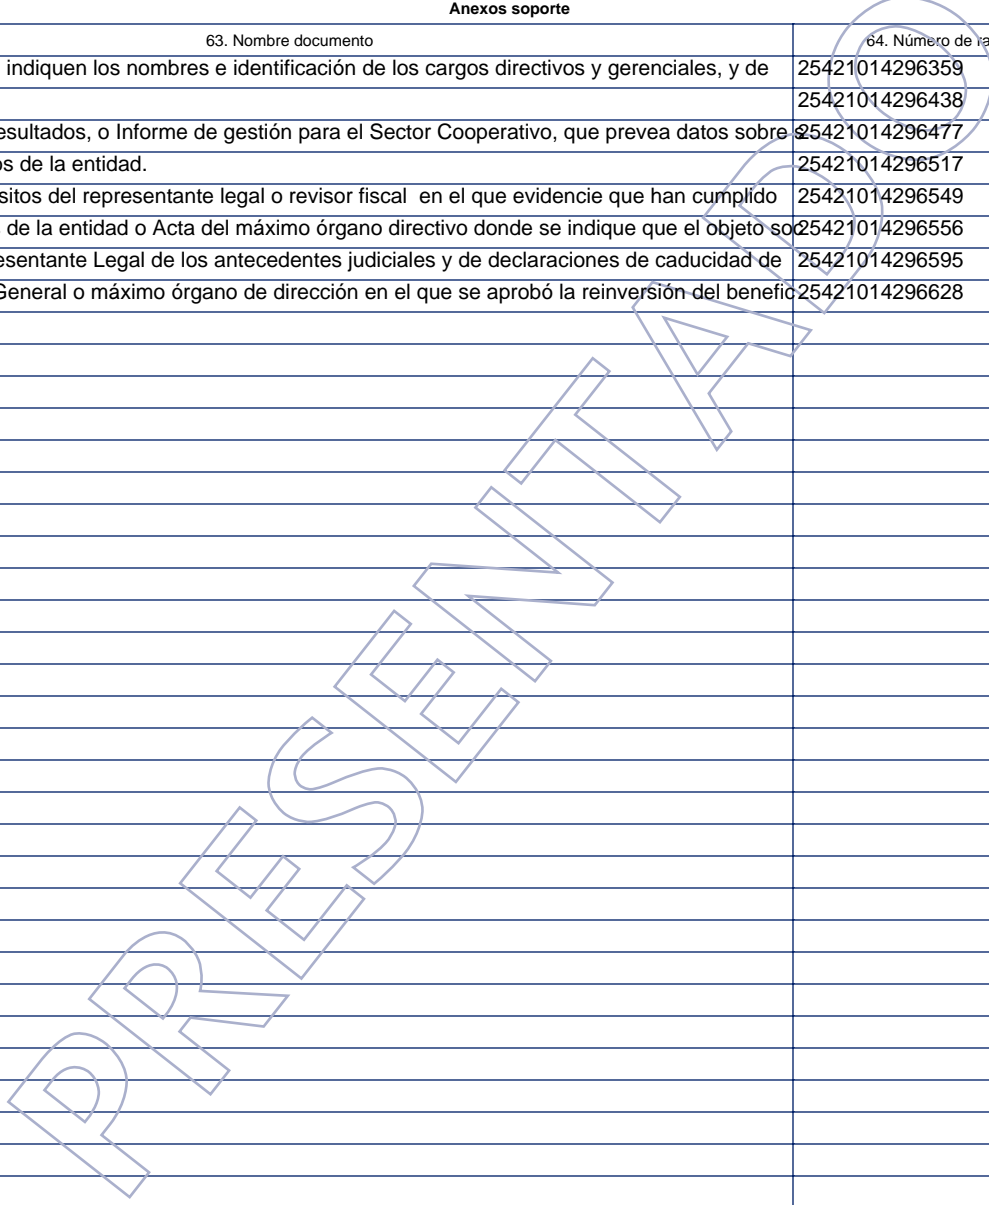 Anexos soporte
63. Nombre documento 64. Número de ra
indiquen los nombres e identificación de los cargos directivos y gerenciales, y de 25421014296359
25421014296438
esultados, o Informe de gestión para el Sector Cooperativo, que prevea datos sobre s 25421014296477
os de la entidad. 25421014296517
sitos del representante legal o revisor fiscal en el que evidencie que han cumplido 25421014296549
de la entidad o Acta del máximo órgano directivo donde se indique que el objeto soc 25421014296556
esentante Legal de los antecedentes judiciales y de declaraciones de caducidad de 25421014296595
General o máximo órgano de dirección en el que se aprobó la reinversión del benefic 25421014296628
PRESENTADO